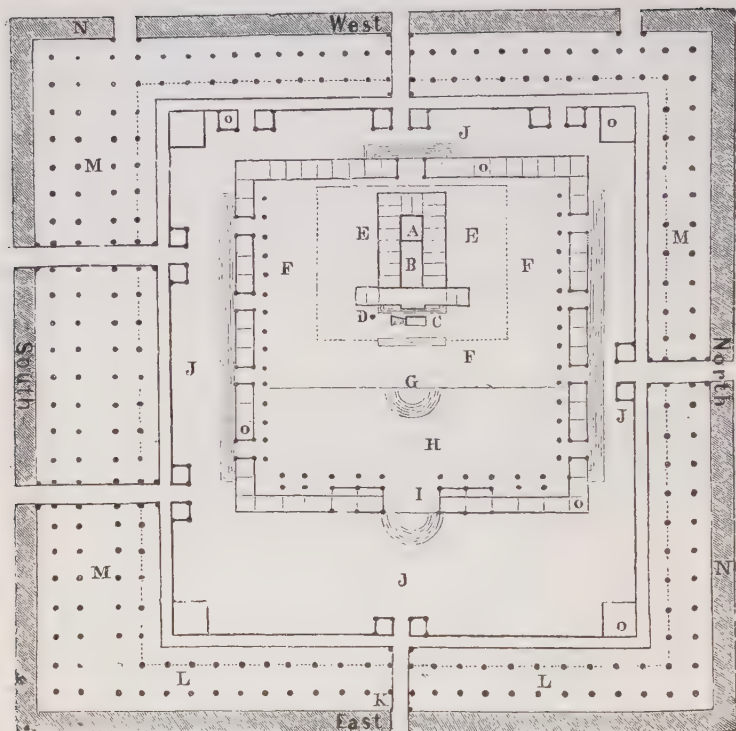 N West
M
o J o
o
A
E E
M
F B F
D C
South J F North
G J
o H
I
o N
M J
o
L L
K
East